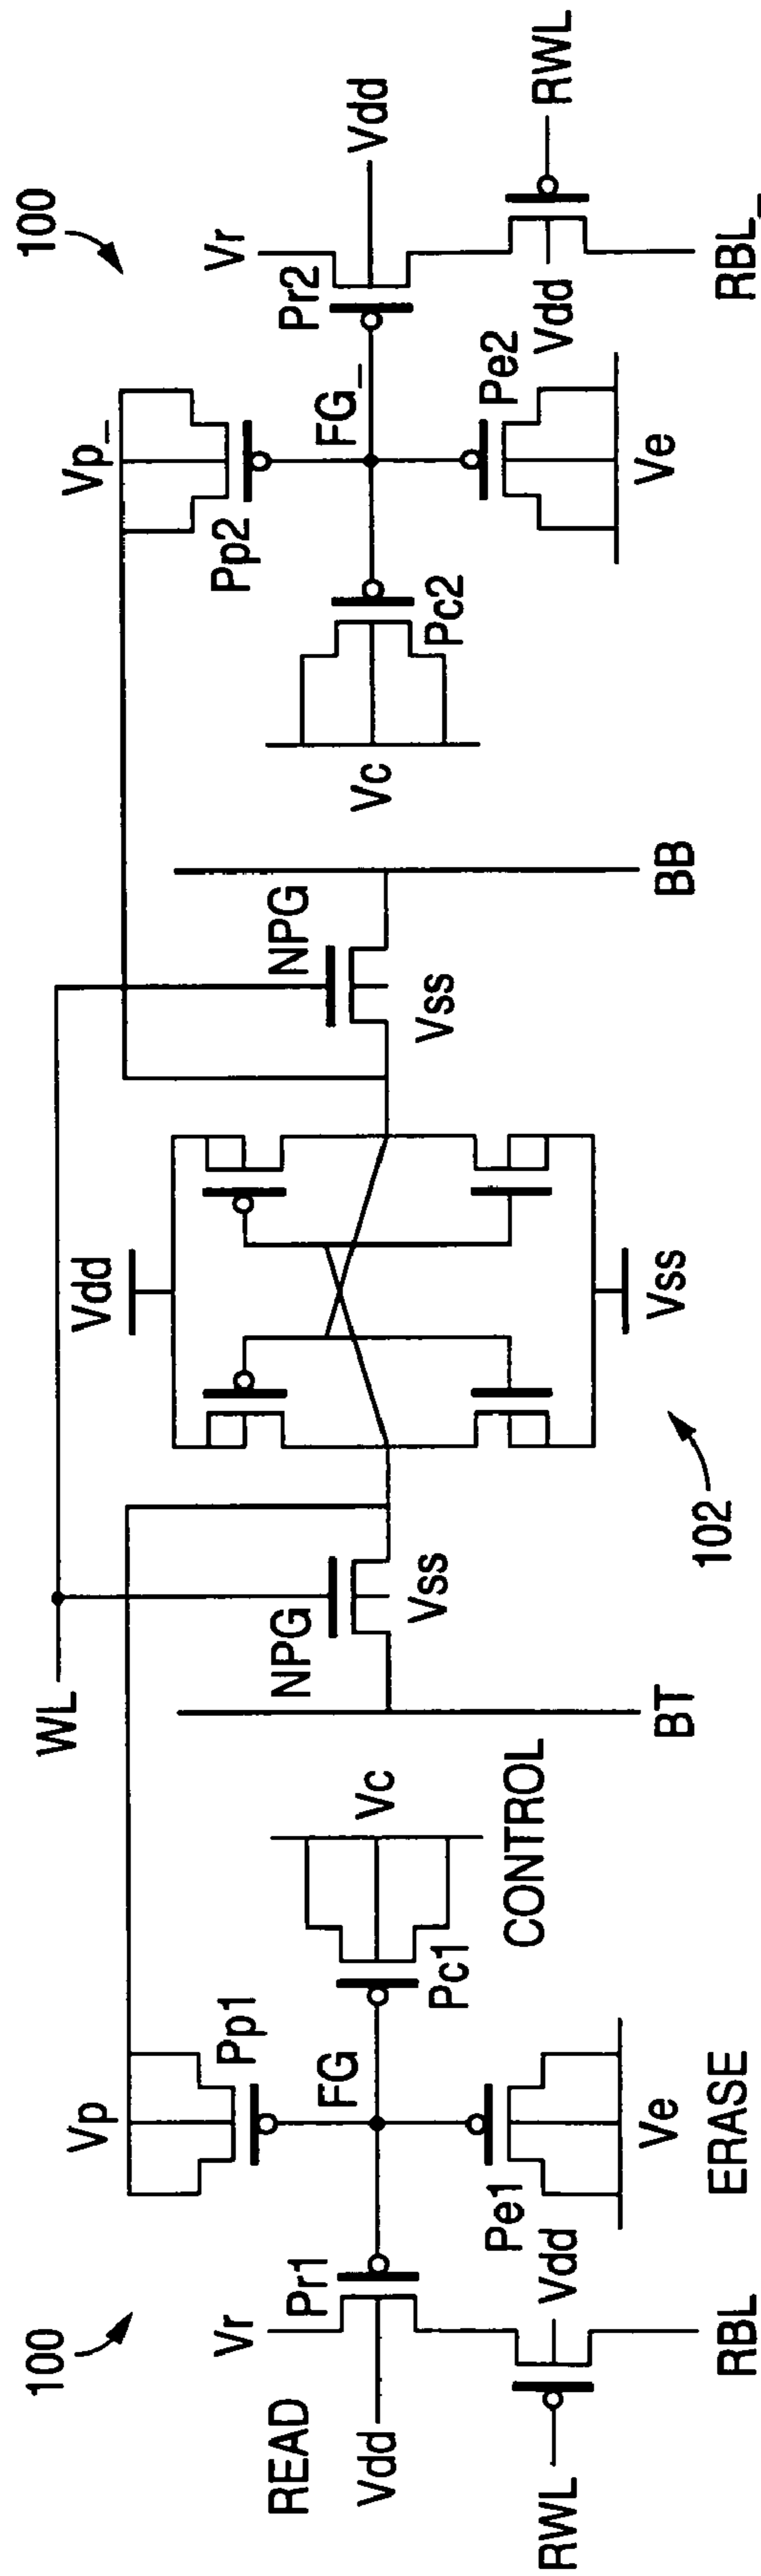 WL
100
Vp
Pp1
READ
Vr
Pr1
FG
Vc
Pc1
CONTROL
Vdd
RWL
Vdd
RBL
Pe1
Ve
ERASE
NPG
Vss
BT
Vdd
Vss
102
NPG
Vss
BB
100
Vp_
Pp2
Vc
Pc2
FG_
Pr2
Vr
Vdd
Pe2
Ve
Vdd
RWL
RBL_